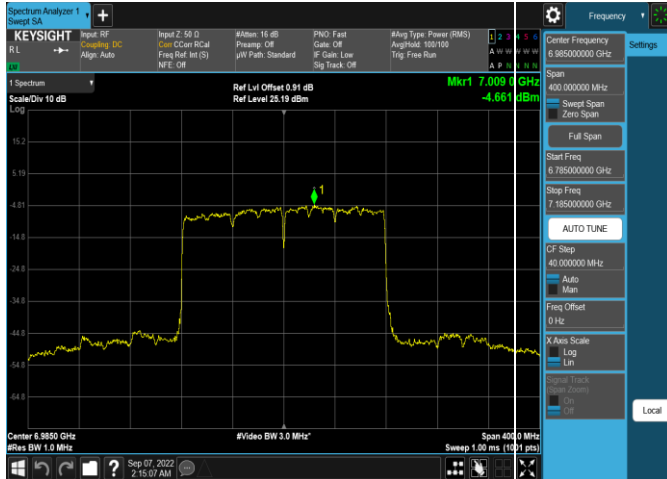 Spectrum Analyzer 1
Swept SA
+
Frequency
KEYSIGHT
R L
Input: RF
Coupling: DC
Align: Auto
Input Z: 50 Ω
Corr CCorr RCal
Freq Ref: Int (S)
NFE: Off
#Atten: 16 dB
Preamp: Off
µW Path: Standard
PNO: Fast
Gate: Off
IF Gain: Low
Sig Track: Off
#Avg Type: Power (RMS)
Avg|Hold: 100/100
Trig: Free Run
1 2 3 4 5 6
A W W W W W
A P N N N N
1 Spectrum
Scale/Div 10 dB
Log
Ref Lvl Offset 0.91 dB
Ref Level 25.19 dBm
Mkr1 7.009 0 GHz
-4.661 dBm
15.2
5.19
-4.81
-14.8
-24.8
-34.8
-44.8
-54.8
-64.8
1
Center 6.9850 GHz
#Res BW 1.0 MHz
#Video BW 3.0 MHz*
Span 400.0 MHz
Sweep 1.00 ms (1001 pts)
Sep 07, 2022
2:15:07 AM
?
Center Frequency
6.985000000 GHz
Settings
Span
400.000000 MHz
Swept Span
Zero Span
Full Span
Start Freq
6.785000000 GHz
Stop Freq
7.185000000 GHz
AUTO TUNE
CF Step
40.000000 MHz
Auto
Man
Freq Offset
0 Hz
X Axis Scale
Log
Lin
Signal Track
(Span Zoom)
On
Off
Local